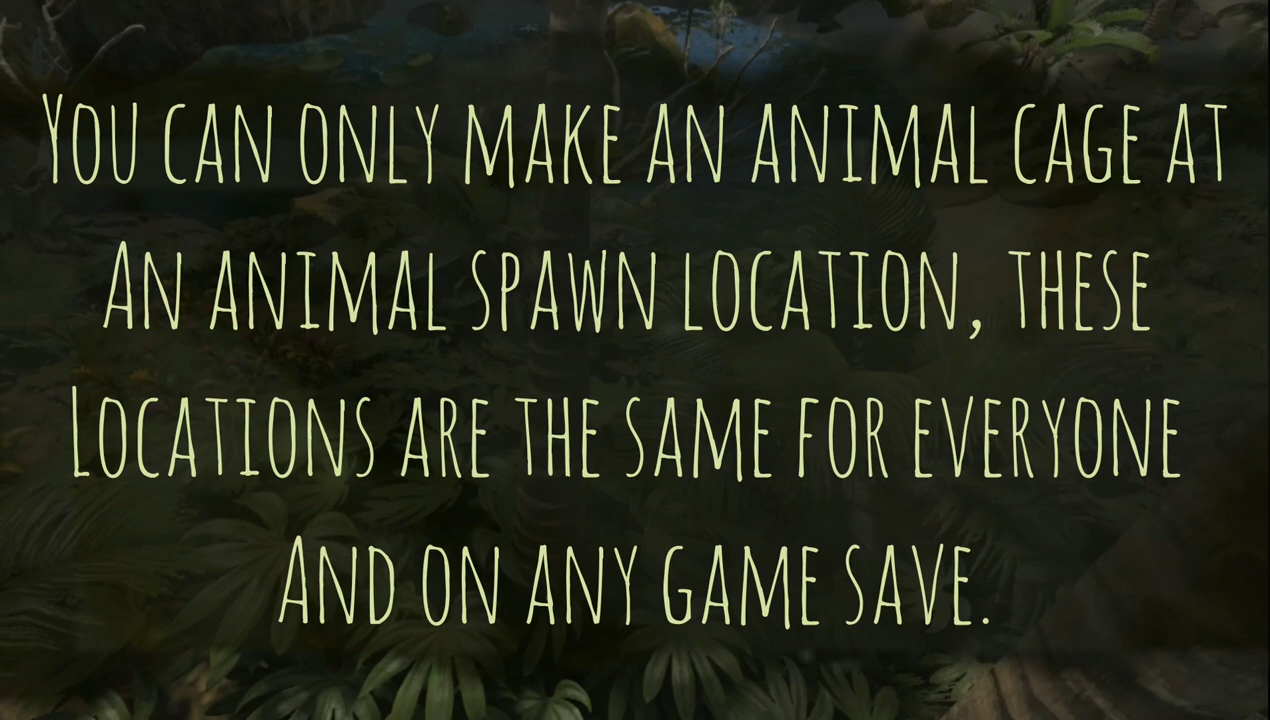 You can only make an animal cage at
An animal spawn location, these
Locations are the same for everyone
And on any game save.